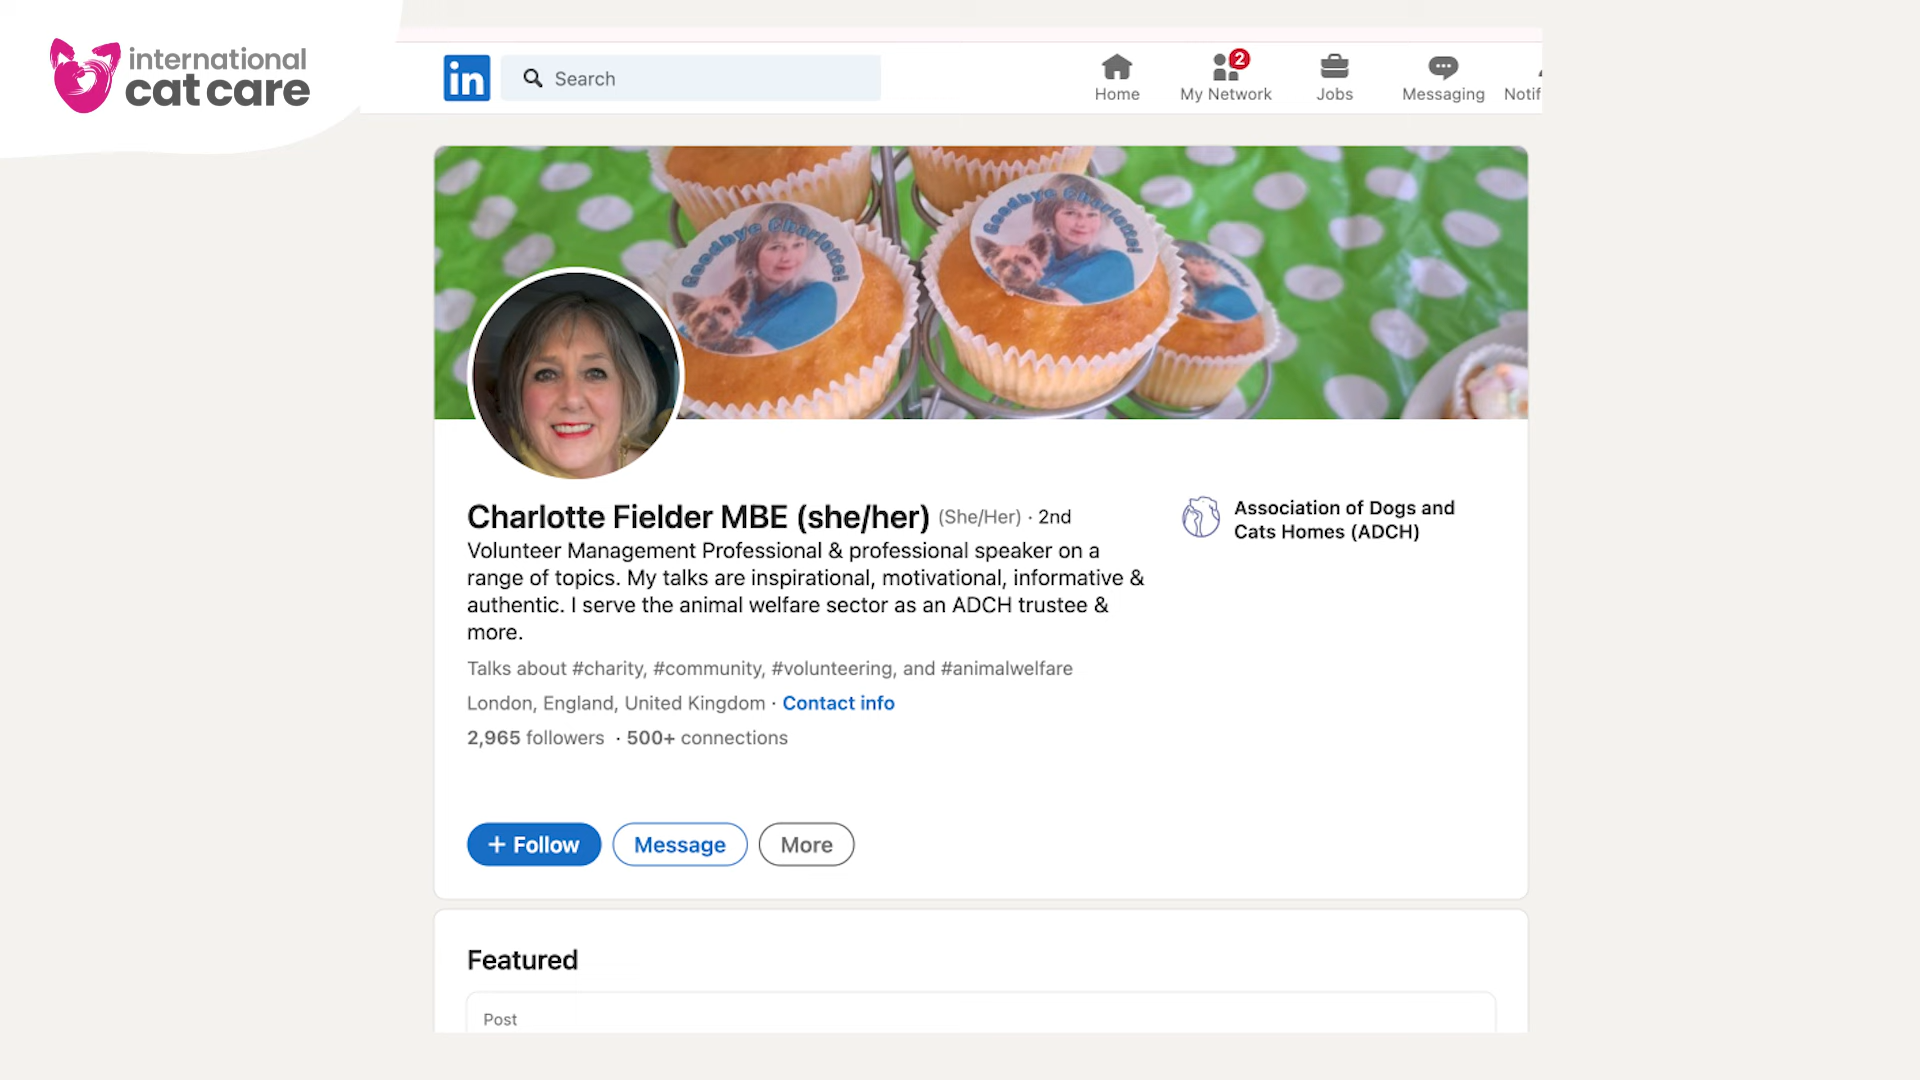 international
cat care
in
Search
Home
2
My Network
Jobs
Messaging
Notif
Goodbye Charlotte!
Goodbye Charlotte!
Charlotte Fielder MBE (she/her) (She/Her) · 2nd
Volunteer Management Professional & professional speaker on a
range of topics. My talks are inspirational, motivational, informative &
authentic. I serve the animal welfare sector as an ADCH trustee &
more.
Talks about #charity, #community, #volunteering, and #animalwelfare
London, England, United Kingdom · Contact info
2,965 followers · 500+ connections
Association of Dogs and
Cats Homes (ADCH)
+ Follow
Message
More
Featured
Post